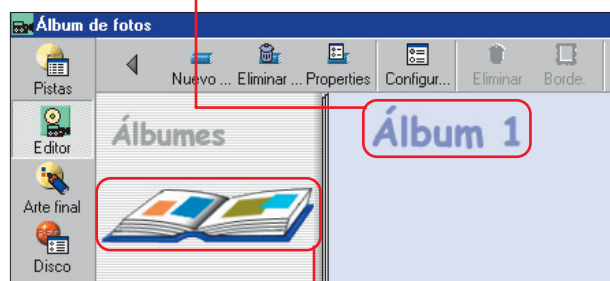 Álbum de fotos
Pistas
Nuevo ... Eliminar ... Properties Configur... Eliminar Borde.
Editor
Arte final
Disco
Álbumes
Álbum 1